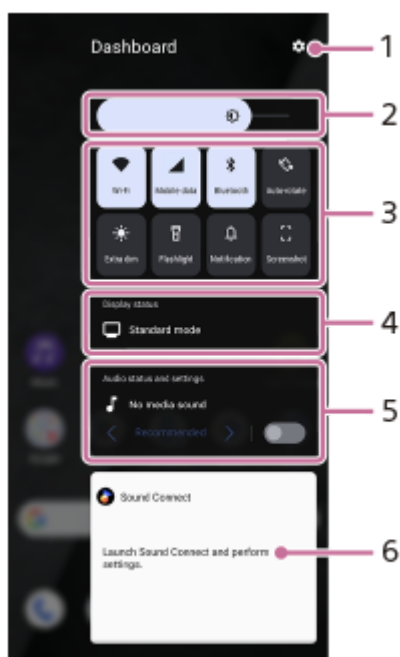 Dashboard
1
2
Wi-Fi Mobile data Bluetooth Auto-rotate
3
Extra dim Flashlight Notification Screenshot
Display status
Standard mode
4
Audio status and settings
No media sound
5
Recommended
Sound Connect
Launch Sound Connect and perform
settings.
6